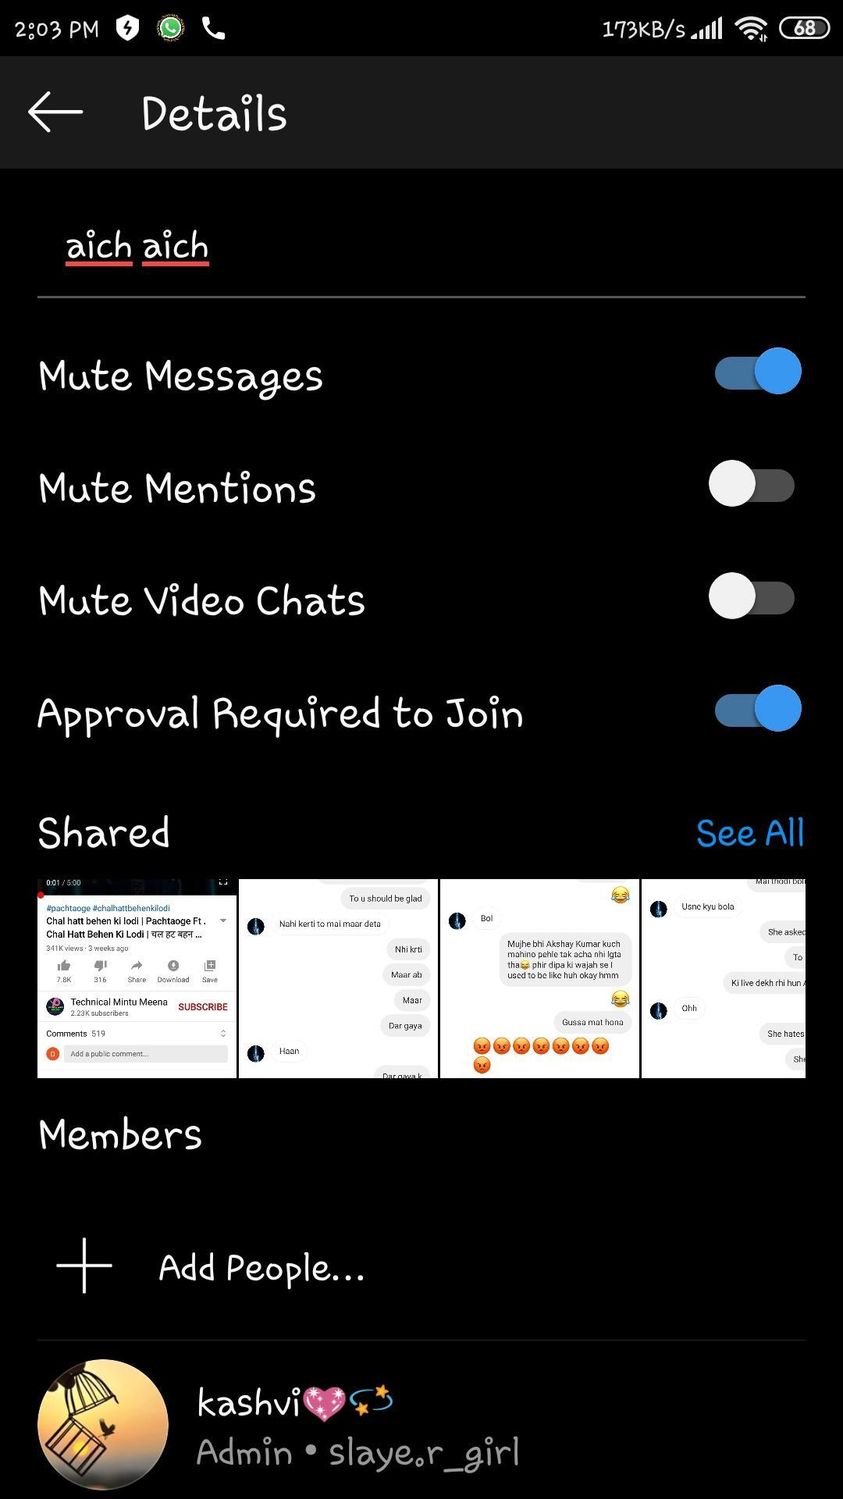 2:03 PM
173KB/s
68
Details
aich aich
Mute Messages
Mute Mentions
Mute Video Chats
Approval Required to Join
Shared
See All
0:01 / 5:00
#pachtaoge #chalhattbehenkilodi
Chal hatt behen ki lodi | Pachtaoge Ft .
Chal Hatt Behen Ki Lodi | चल हट बहन ...
341K views · 3 weeks ago
7.8K
316
Share
Download
Save
Technical Mintu Meena
2.23K subscribers
SUBSCRIBE
Comments 519
Add a public comment...
To u should be glad
Nahi kerti to mai maar deta
Nhi krti
Maar ab
Maar
Dar gaya
Haan
Dar gaya k
😂
Bol
Mujhe bhi Akshay Kumar kuch
mahino pehle tak acha nhi lgta
tha😂 phir dipa ki wajah se I
used to be like huh okay hmm
😂
Gussa mat hona
😡😡😡😡😡😡😡
😡
Mai thodi bol
Usne kyu bola
She asked
To
Ki live dekh rhi hun
Ohh
She hates
She
Members
Add People...
kashvi💖💫
Admin • slaye.r_girl